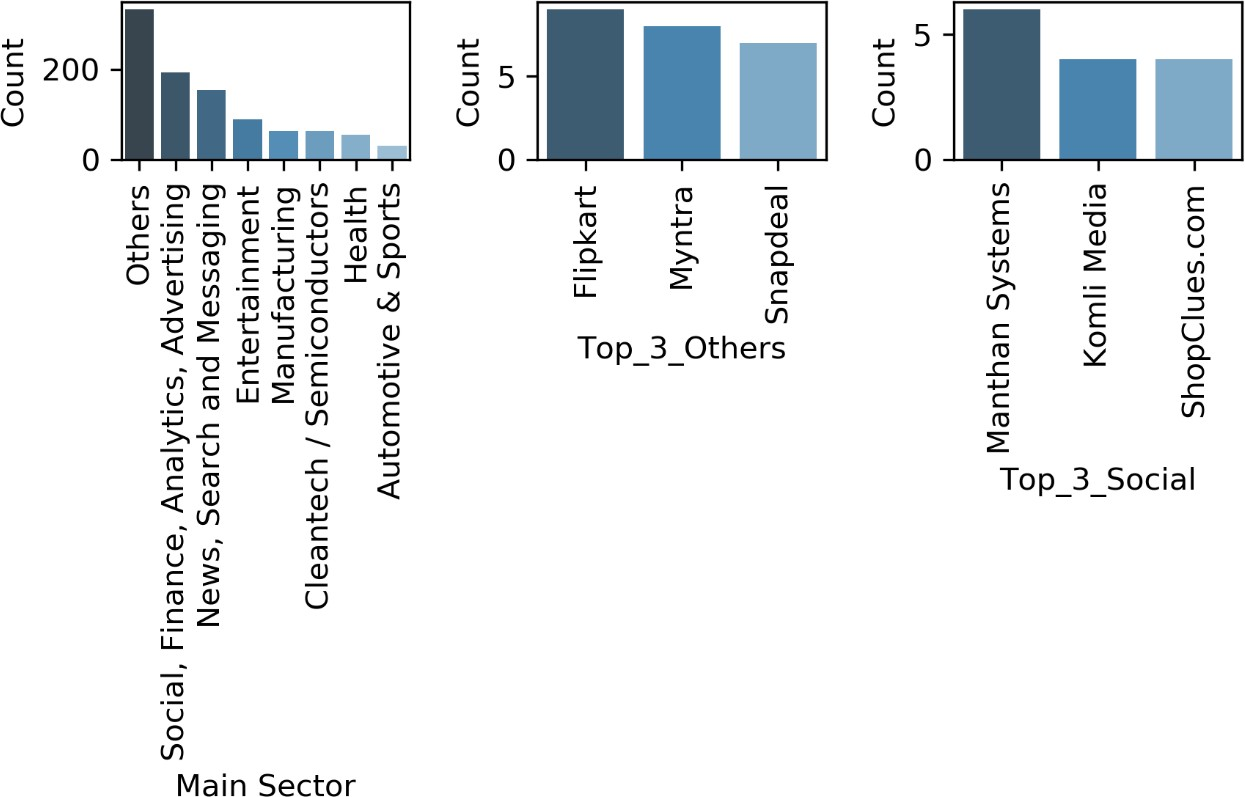 Count
200
0
Others
Social, Finance, Analytics, Advertising
News, Search and Messaging
Entertainment
Manufacturing
Cleantech / Semiconductors
Health
Automotive & Sports
Main Sector
Count
5
0
Flipkart
Myntra
Snapdeal
Top_3_Others
Count
5
0
Manthan Systems
Komli Media
ShopClues.com
Top_3_Social